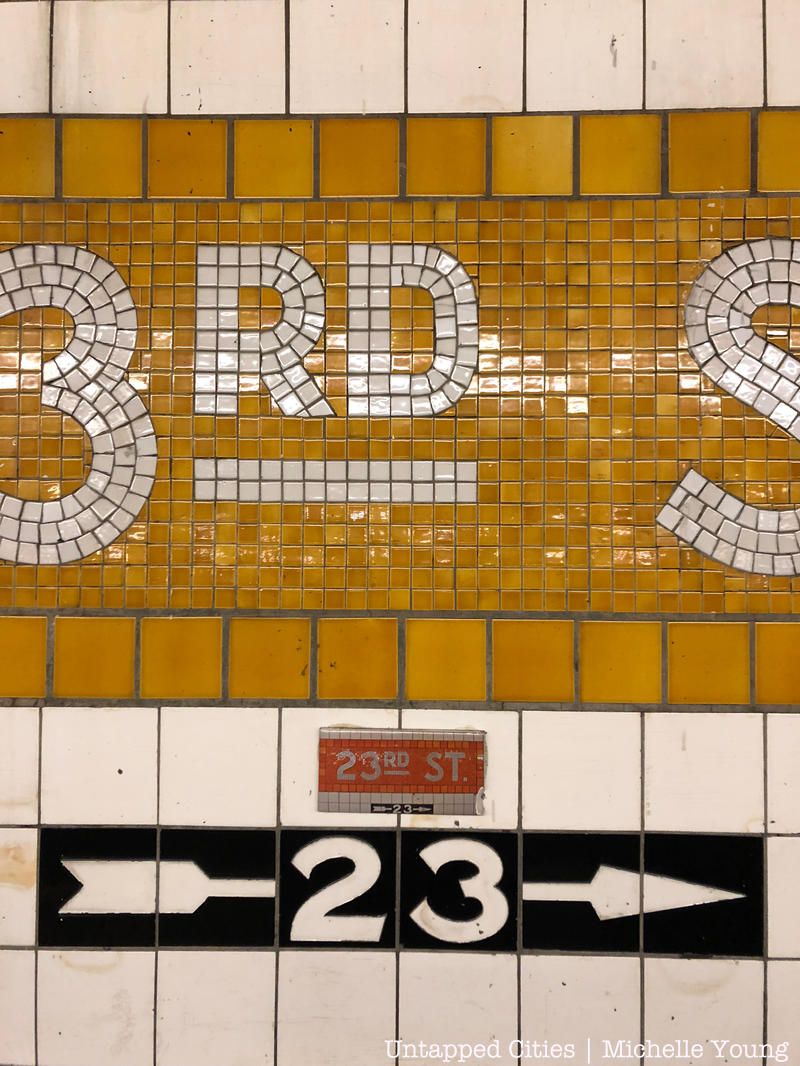 3RD S
23RD ST.
23
23
Untapped Cities | Michelle Young